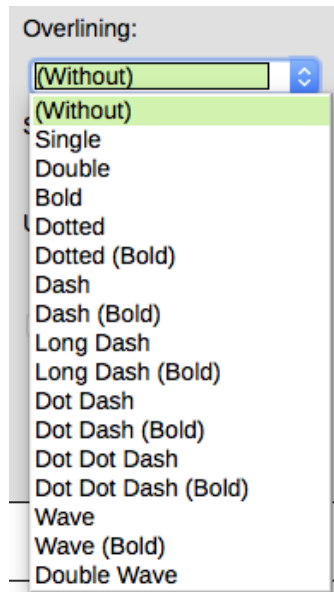 Overlining:
(Without)
(Without)
Single
Double
Bold
Dotted
Dotted (Bold)
Dash
Dash (Bold)
Long Dash
Long Dash (Bold)
Dot Dash
Dot Dash (Bold)
Dot Dot Dash
Dot Dot Dash (Bold)
Wave
Wave (Bold)
Double Wave